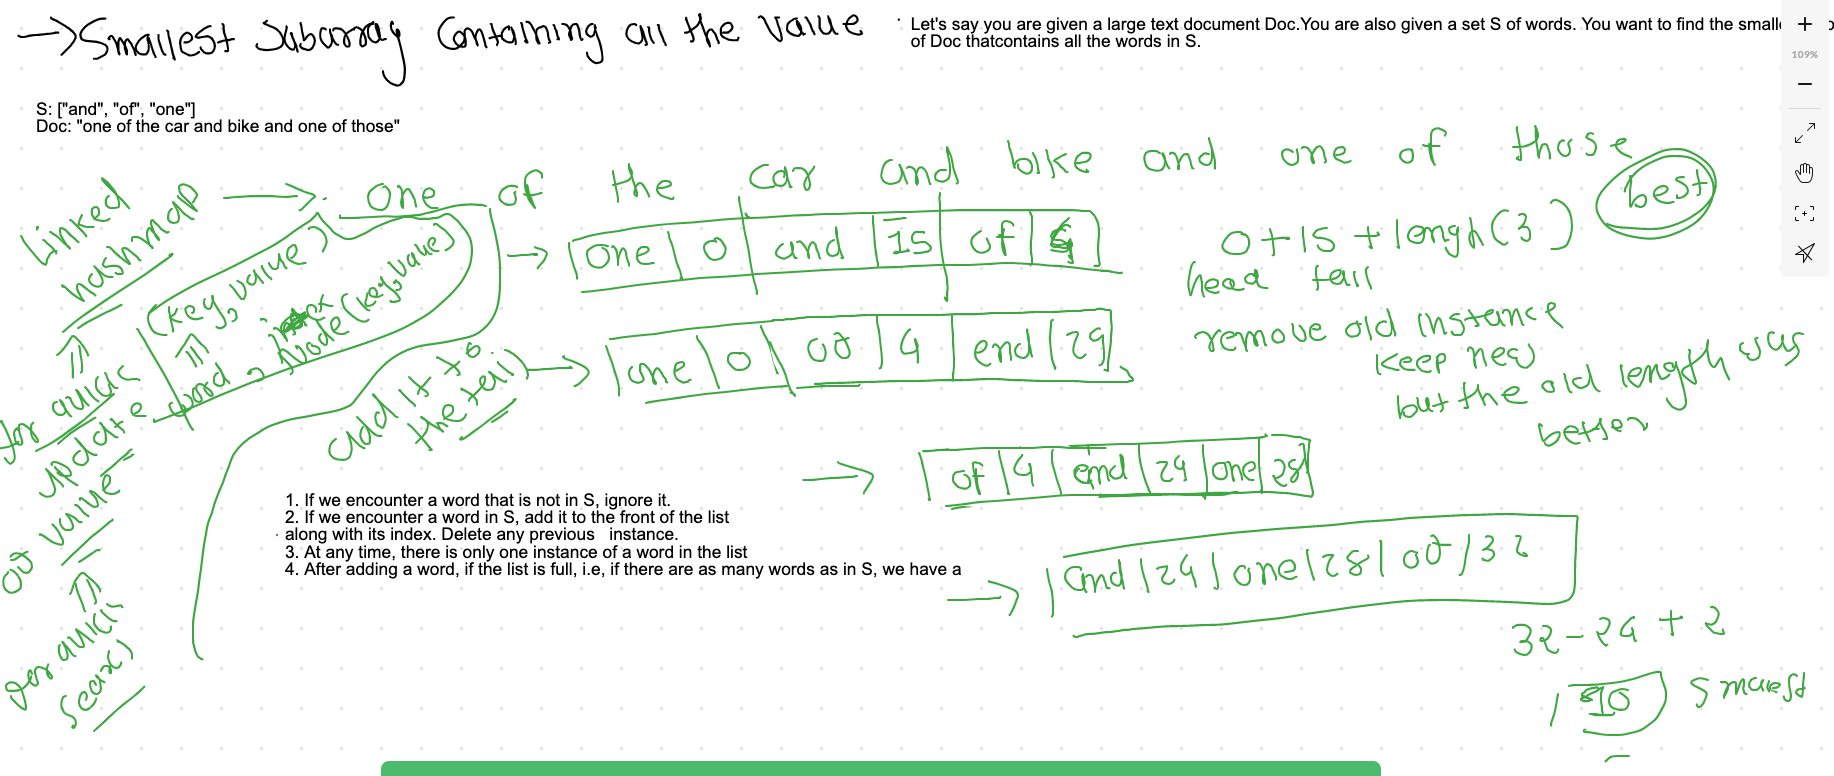 → Smallest Subarray Containing all the value
Let's say you are given a large text document Doc.You are also given a set S of words. You want to find the small
of Doc thatcontains all the words in S.
109%
S: ["and", "of", "one"]
Doc: "one of the car and bike and one of those"
Linked
hashmap → one of the car and bike and one of those
best
→ one | 0 | and | 15 | of | 4
0 + 15 + lengh(3)
head tail
(key, value)
word → Node(key, value)
for quick
update
of value
for quick
search
add it to
the tail)
→ one | 0 | of | 4 | and | 24
remove old instance
keep new
but the old length was
better
→ of | 4 | and | 24 | one | 28
1. If we encounter a word that is not in S, ignore it.
2. If we encounter a word in S, add it to the front of the list
along with its index. Delete any previous instance.
3. At any time, there is only one instance of a word in the list
4. After adding a word, if the list is full, i.e, if there are as many words as in S, we have a
→ and | 24 | one | 28 | of | 32
32 - 24 + 2
10 smallest